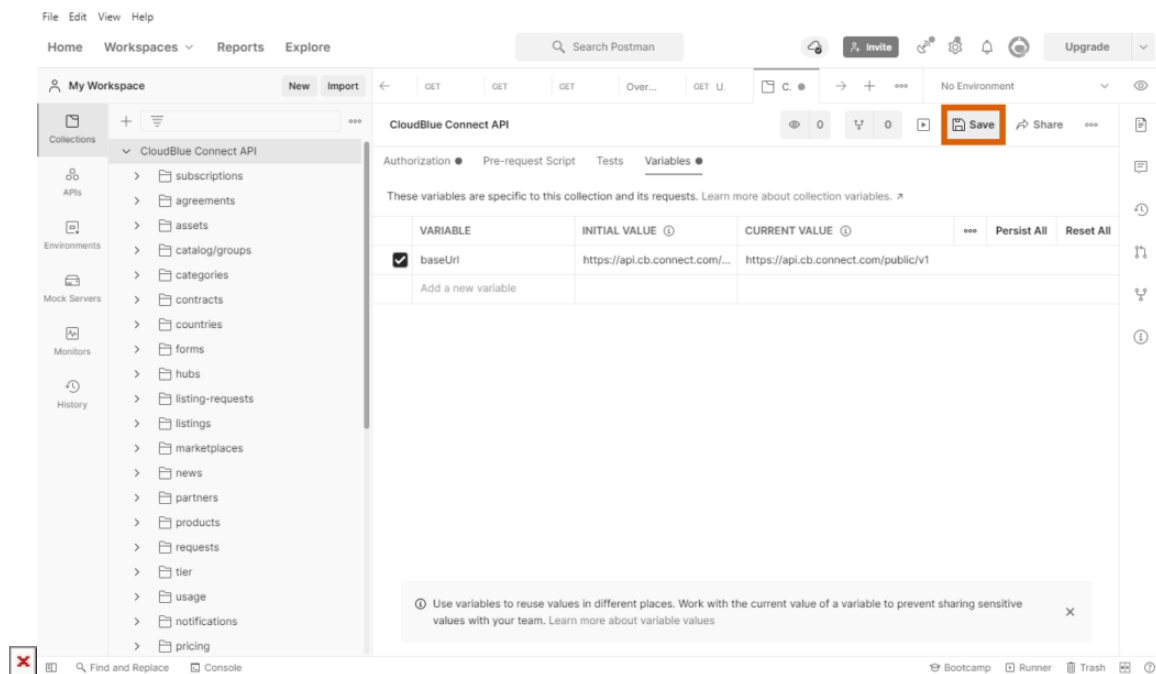 File Edit View Help
Home Workspaces Reports Explore Search Postman Invite Upgrade
My Workspace New Import GET GET GET Over... GET U. C. No Environment
Collections
APIs
Environments
Mock Servers
Monitors
History
CloudBlue Connect API
subscriptions
agreements
assets
catalog/groups
categories
contracts
countries
forms
hubs
listing-requests
listings
marketplaces
news
partners
products
requests
tier
usage
notifications
pricing
CloudBlue Connect API 0 0 Save Share
Authorization Pre-request Script Tests Variables
These variables are specific to this collection and its requests. Learn more about collection variables. ↗
VARIABLE INITIAL VALUE CURRENT VALUE Persist All Reset All
baseUrl https://api.cb.connect.com/... https://api.cb.connect.com/public/v1
Add a new variable
Use variables to reuse values in different places. Work with the current value of a variable to prevent sharing sensitive
values with your team. Learn more about variable values
Find and Replace Console Bootcamp Runner Trash